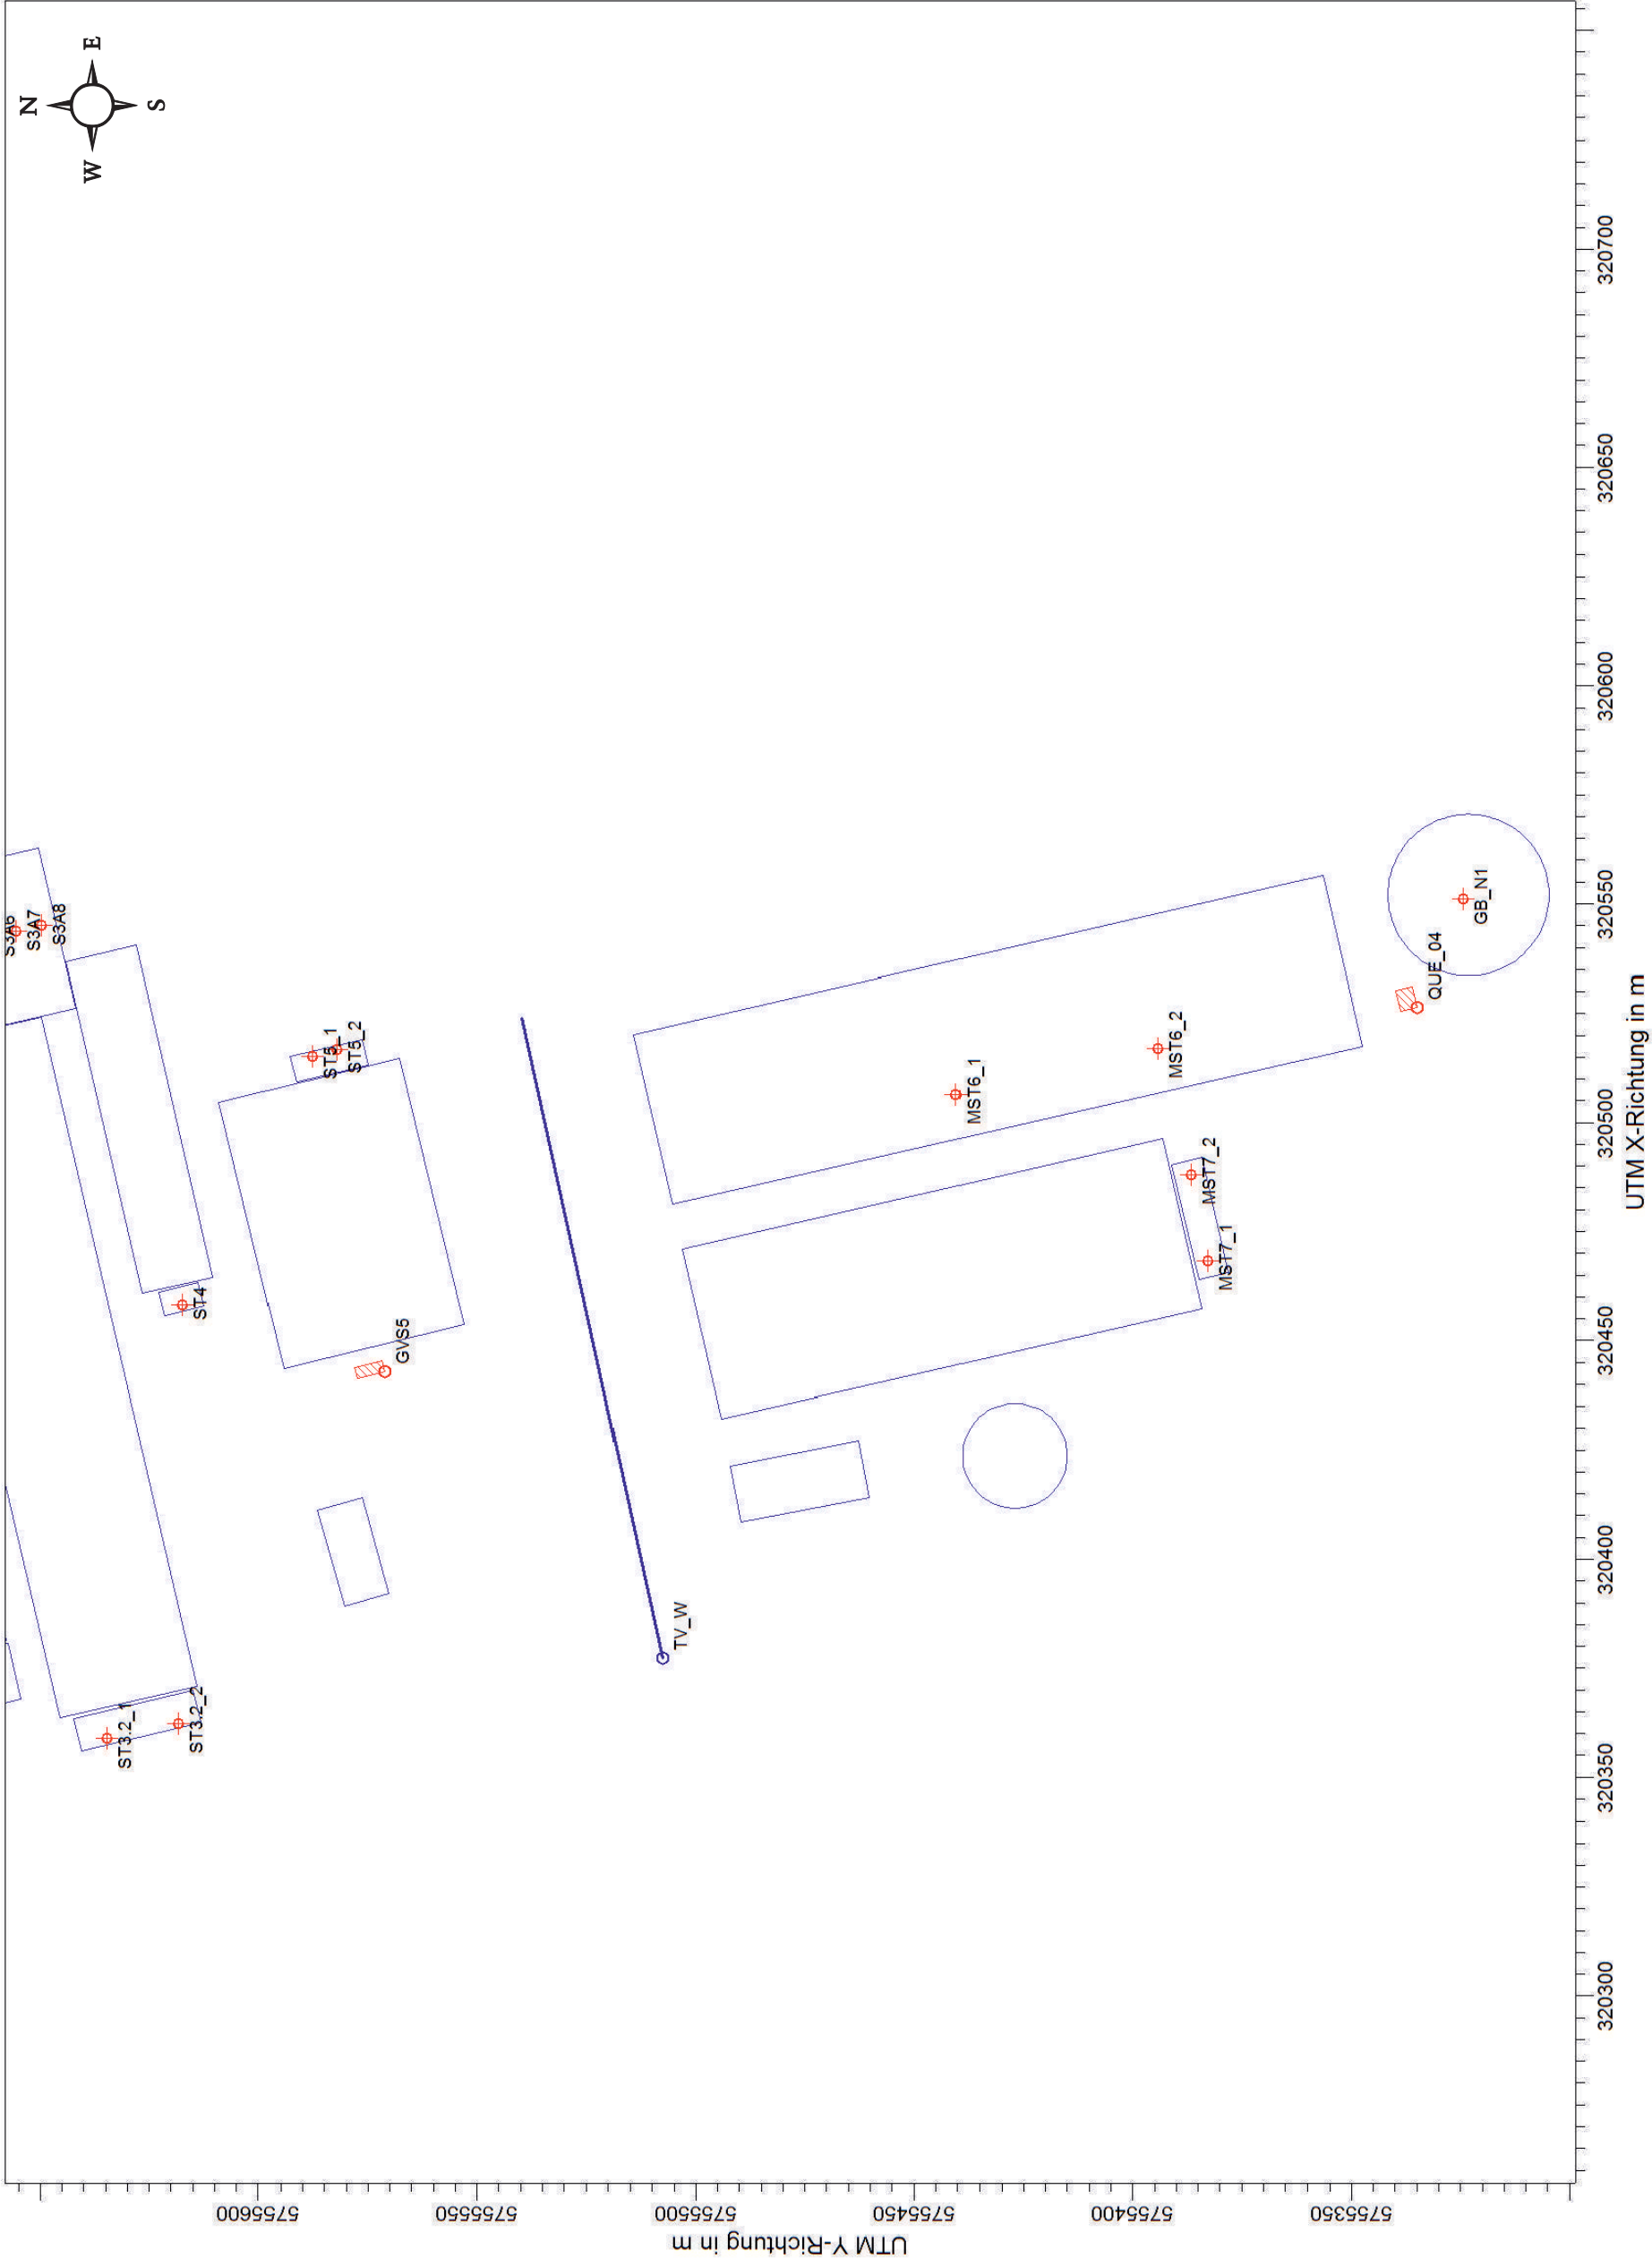 N
W
E
S
S3A6
S3A7
S3A8
ST5_1
ST5_2
ST4
GVS5
ST3.2_1
ST3.2_2
TV_W
MST6_1
MST6_2
MST7_2
MST7_1
QUE_04
GB_N1
UTM X-Richtung in m
320300
320350
320400
320450
320500
320550
320600
320650
320700
UTM Y-Richtung in m
5755600
5755550
5755500
5755450
5755400
5755350